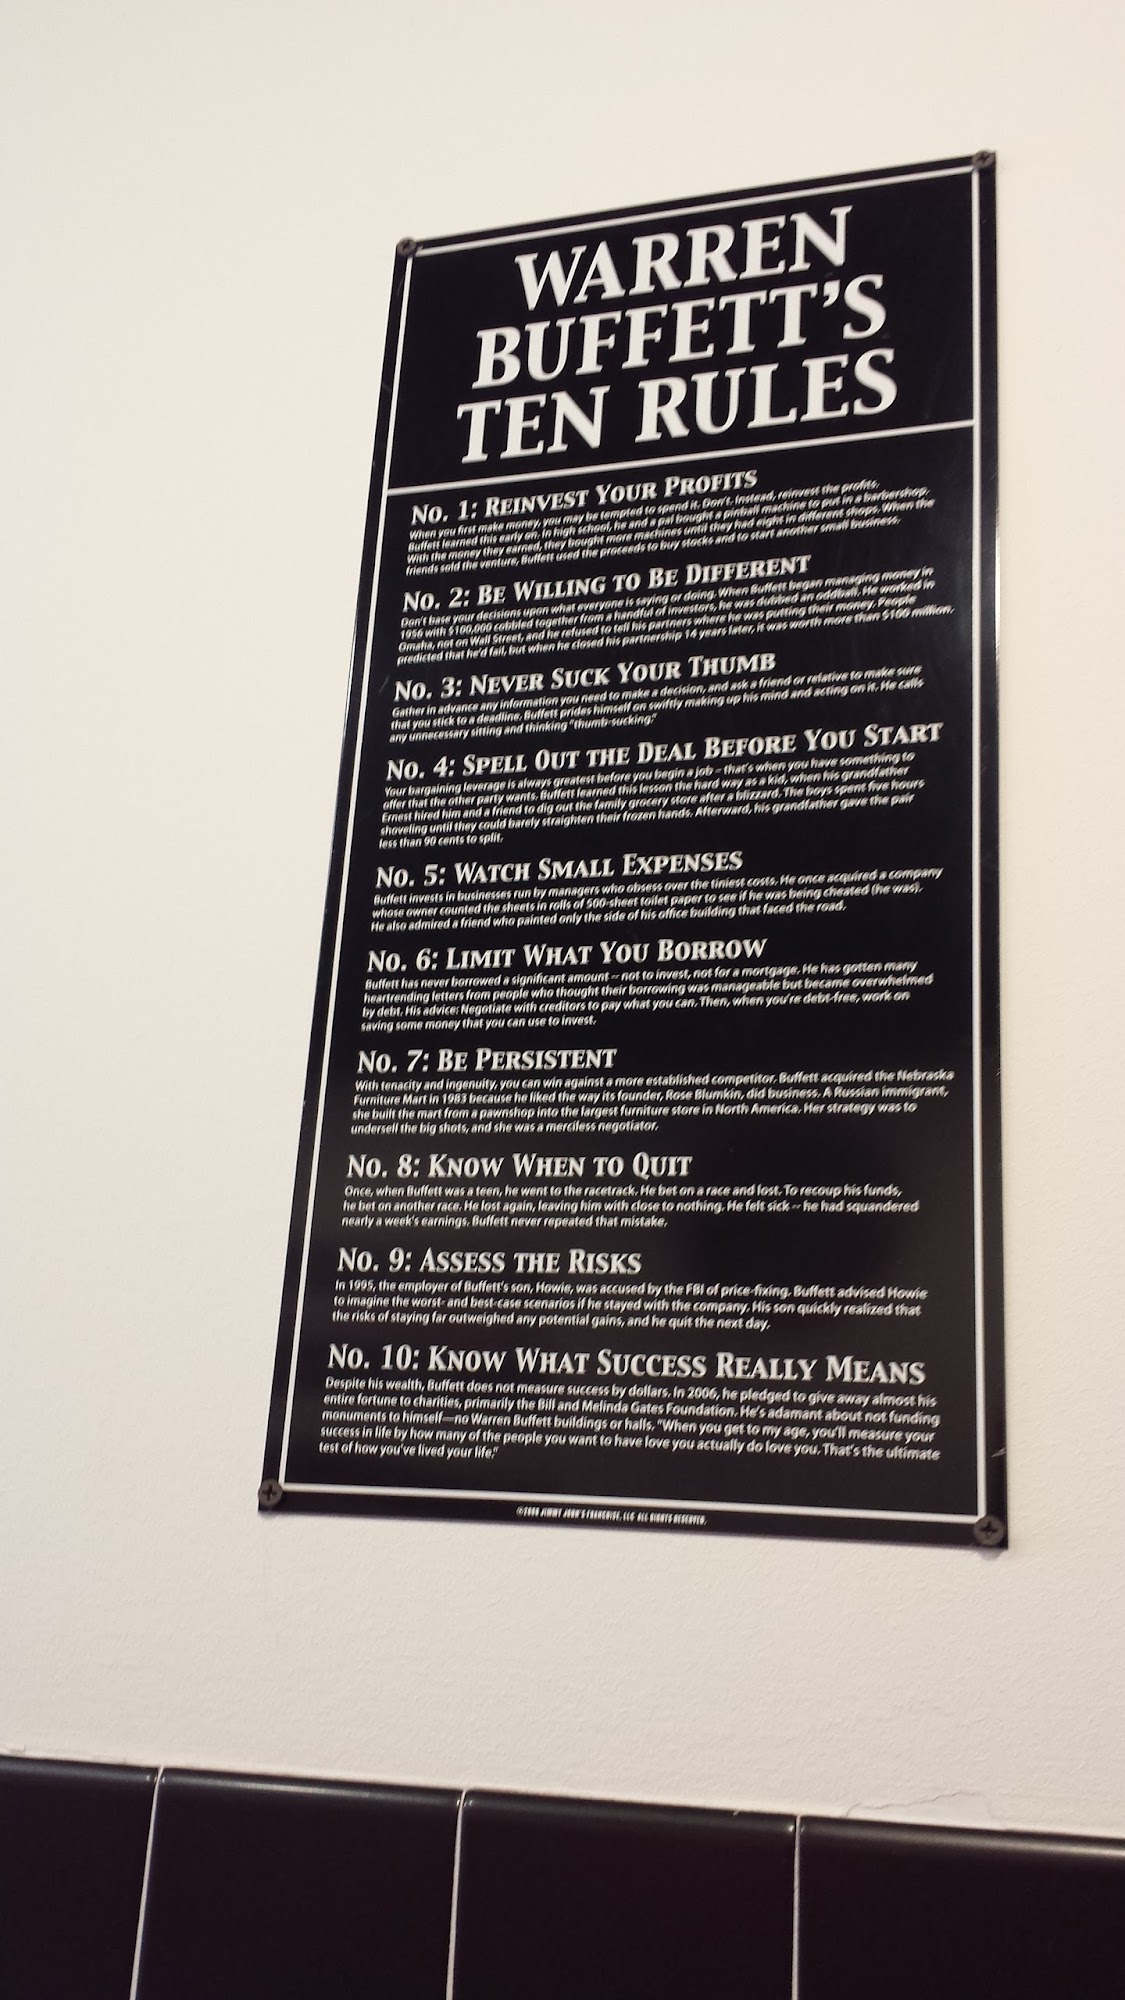 WARREN
BUFFETT'S
TEN RULES
No. 1: Reinvest Your Profits
When you first make money, you may be tempted to spend it. Don't. Instead, reinvest the profits.
Buffett learned this early on. In high school, he and a pal bought a pinball machine to put in a barbershop.
With the money they earned, they bought more machines until they had eight in different shops. When the
friends sold the venture, Buffett used the proceeds to buy stocks and to start another small business.
No. 2: Be Willing to Be Different
Don't base your decisions upon what everyone is saying or doing. When Buffett began managing money in
1956 with $100,000 cobbled together from a handful of investors, he was dubbed an oddball. He worked in
Omaha, not on Wall Street, and he refused to tell his partners where he was putting their money. People
predicted that he'd fail, but when he closed his partnership 14 years later, it was worth more than $100 million.
No. 3: Never Suck Your Thumb
Gather in advance any information you need to make a decision, and ask a friend or relative to make sure
that you stick to a deadline. Buffett prides himself on swiftly making up his mind and acting on it. He calls
any unnecessary sitting and thinking "thumb-sucking."
No. 4: Spell Out the Deal Before You Start
Your bargaining leverage is always greatest before you begin a job – that's when you have something to
offer that the other party wants. Buffett learned this lesson the hard way as a kid, when his grandfather
Ernest hired him and a friend to dig out the family grocery store after a blizzard. The boys spent five hours
shoveling until they could barely straighten their frozen hands. Afterward, his grandfather gave the pair
less than 90 cents to split.
No. 5: Watch Small Expenses
Buffett invests in businesses run by managers who obsess over the tiniest costs. He once acquired a company
whose owner counted the sheets in rolls of 500-sheet toilet paper to see if he was being cheated (he was).
He also admired a friend who painted only the side of his office building that faced the road.
No. 6: Limit What You Borrow
Buffett has never borrowed a significant amount -- not to invest, not for a mortgage. He has gotten many
heartrending letters from people who thought their borrowing was manageable but became overwhelmed
by debt. His advice: Negotiate with creditors to pay what you can. Then, when you're debt-free, work on
saving some money that you can use to invest.
No. 7: Be Persistent
With tenacity and ingenuity, you can win against a more established competitor. Buffett acquired the Nebraska
Furniture Mart in 1983 because he liked the way its founder, Rose Blumkin, did business. A Russian immigrant,
she built the mart from a pawnshop into the largest furniture store in North America. Her strategy was to
undersell the big shots, and she was a merciless negotiator.
No. 8: Know When to Quit
Once, when Buffett was a teen, he went to the racetrack. He bet on a race and lost. To recoup his funds,
he bet on another race. He lost again, leaving him with close to nothing. He felt sick -- he had squandered
nearly a week's earnings. Buffett never repeated that mistake.
No. 9: Assess the Risks
In 1995, the employer of Buffett's son, Howie, was accused by the FBI of price-fixing. Buffett advised Howie
to imagine the worst- and best-case scenarios if he stayed with the company. His son quickly realized that
the risks of staying far outweighed any potential gains, and he quit the next day.
No. 10: Know What Success Really Means
Despite his wealth, Buffett does not measure success by dollars. In 2006, he pledged to give away almost his
entire fortune to charities, primarily the Bill and Melinda Gates Foundation. He's adamant about not funding
monuments to himself—no Warren Buffett buildings or halls. "When you get to my age, you'll measure your
success in life by how many of the people you want to have love you actually do love you. That's the ultimate
test of how you've lived your life."
JIMMY JOHN'S FRANCHISE, LLC ALL RIGHTS RESERVED.